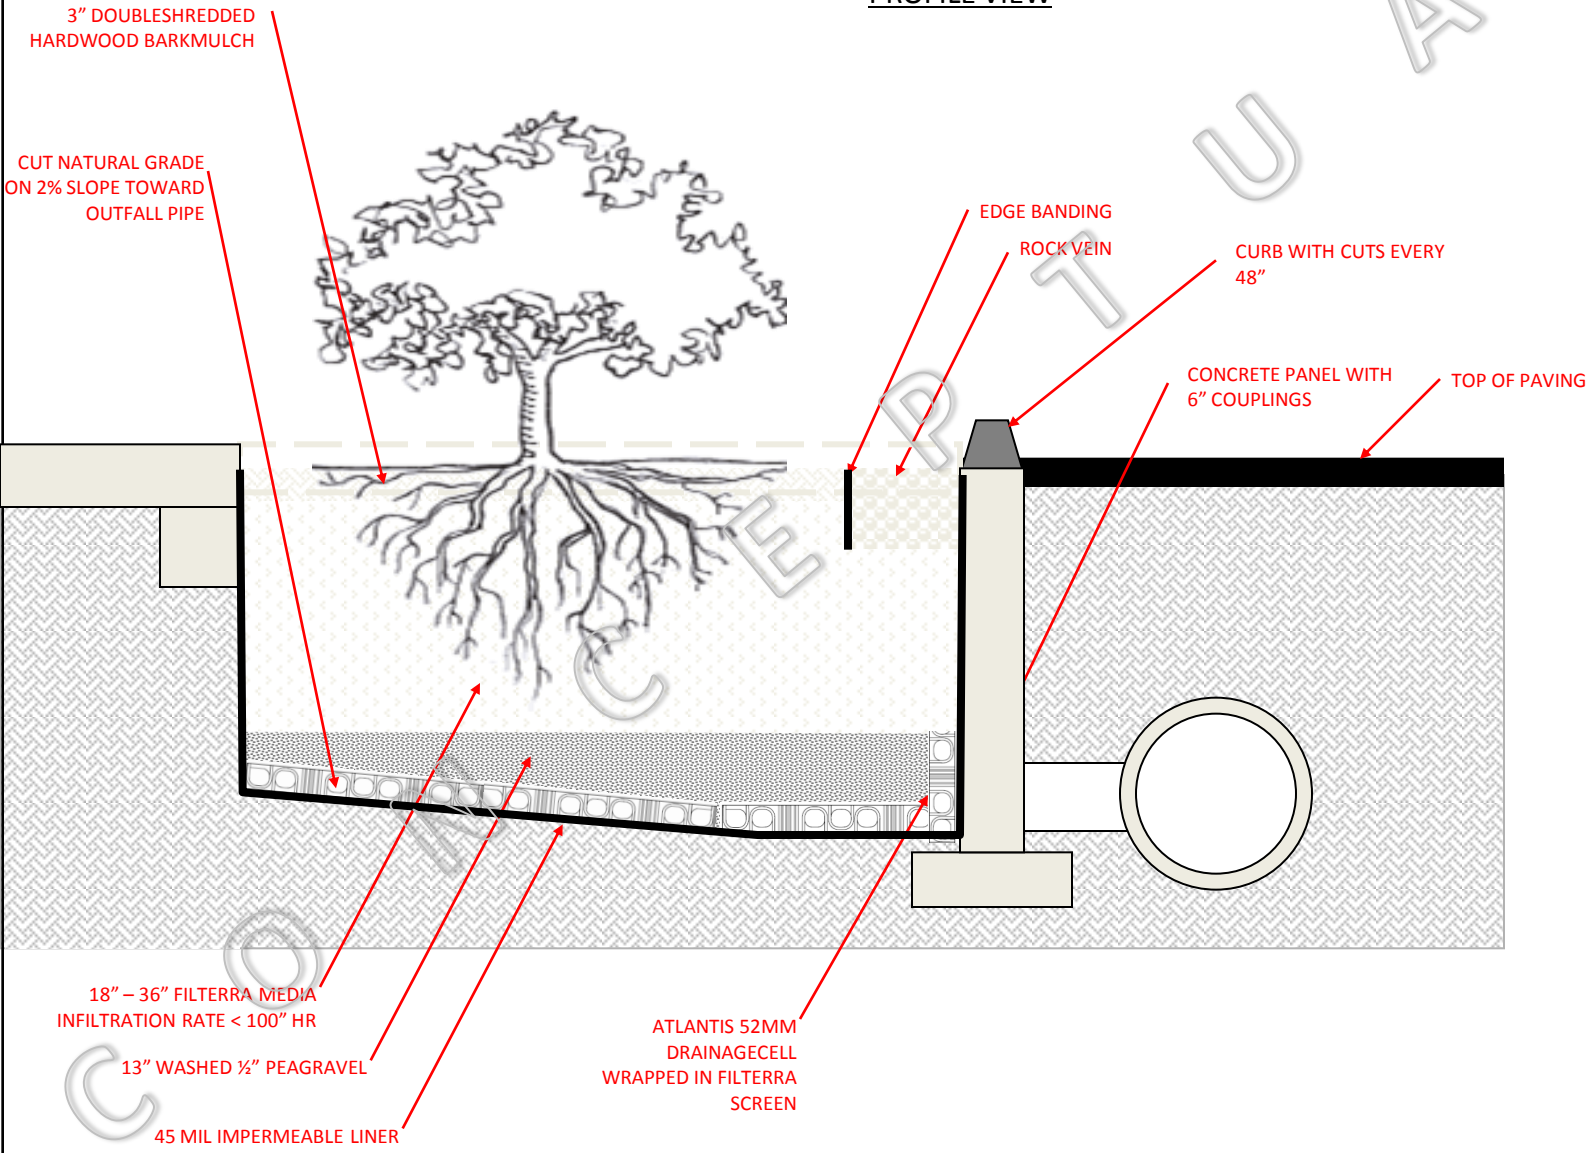 PROFILE VIEW
3” DOUBLESHREDDED
HARDWOOD BARKMULCH
CUT NATURAL GRADE
ON 2% SLOPE TOWARD
OUTFALL PIPE
EDGE BANDING
ROCK VEIN
CURB WITH CUTS EVERY
48”
CONCRETE PANEL WITH
6” COUPLINGS
TOP OF PAVING
18” – 36” FILTERRA MEDIA
INFILTRATION RATE < 100” HR
13” WASHED ½” PEAGRAVEL
45 MIL IMPERMEABLE LINER
ATLANTIS 52MM
DRAINAGECELL
WRAPPED IN FILTERRA
SCREEN
CONCEPTUA